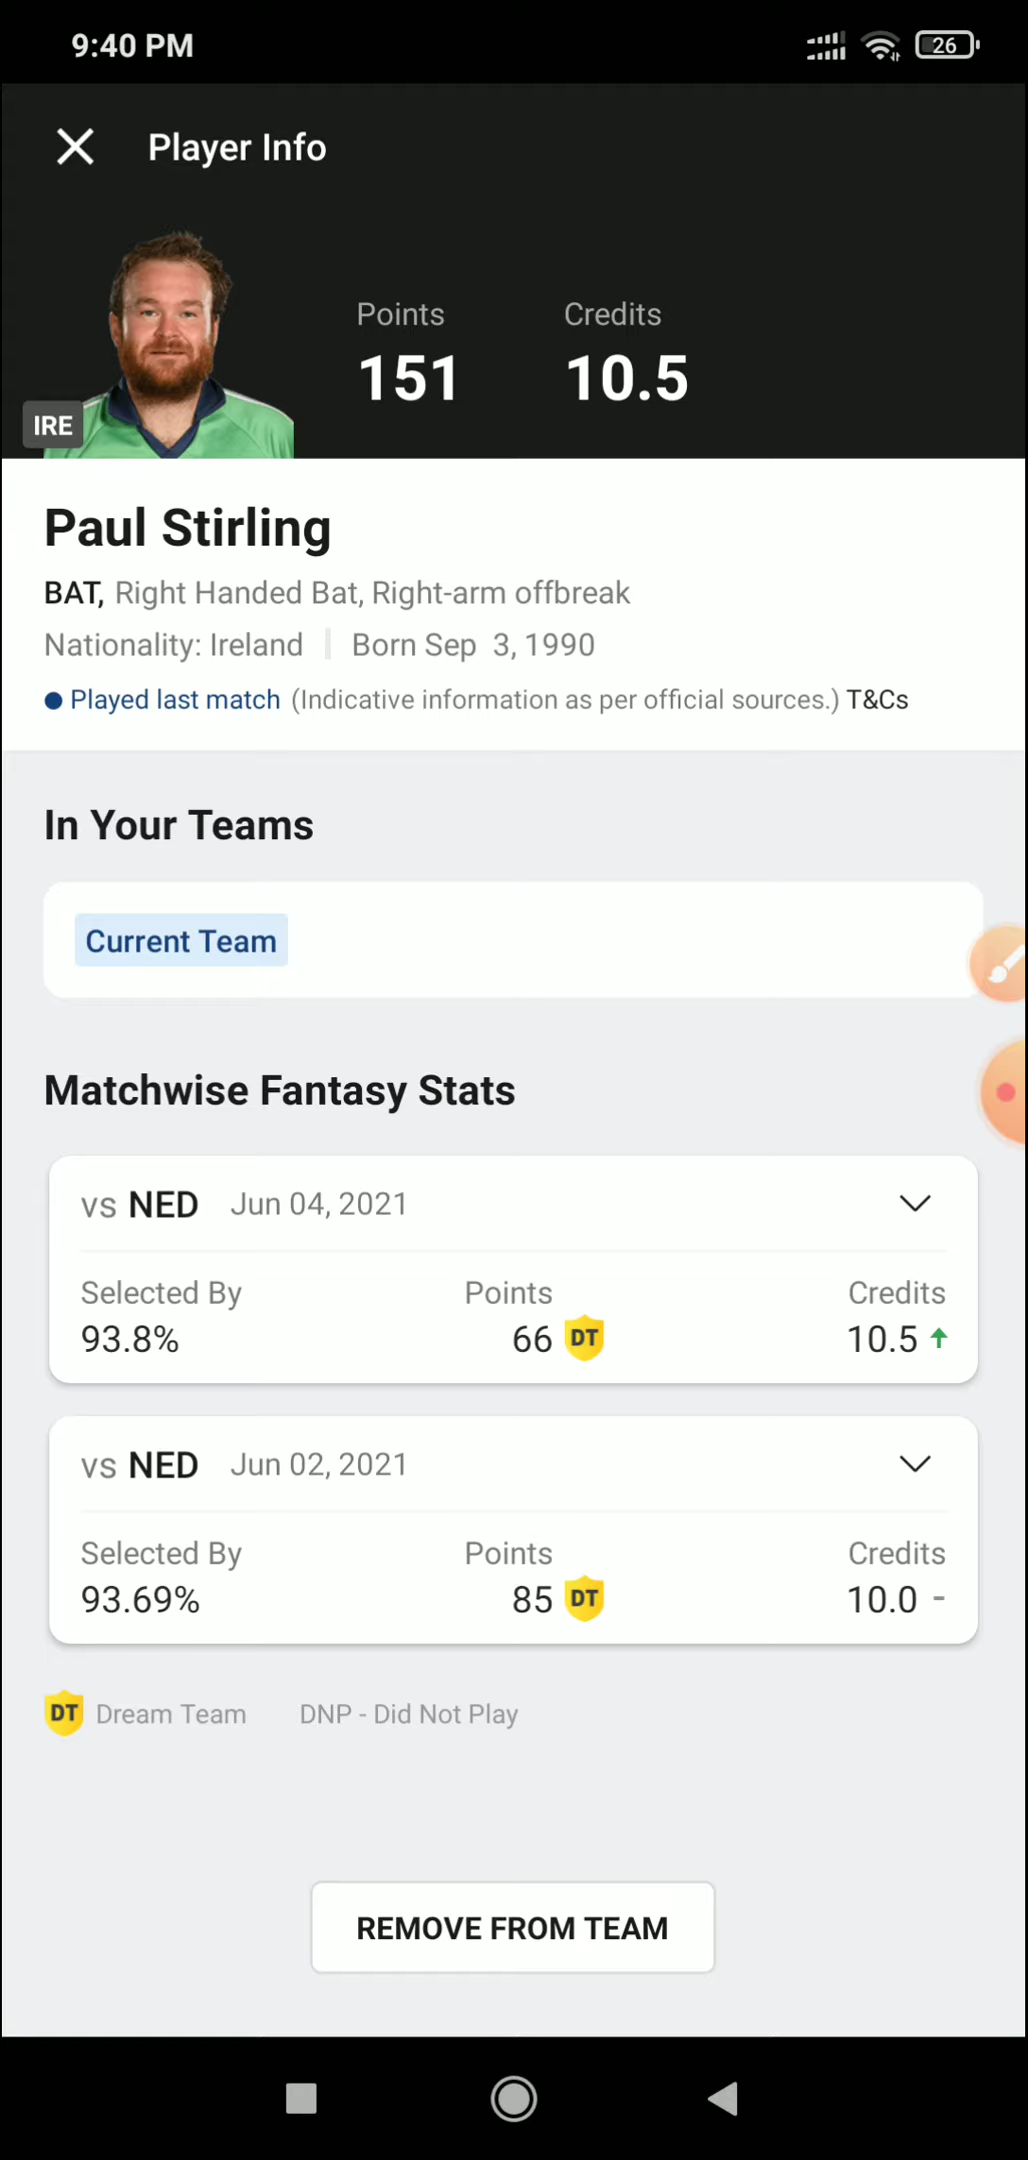 9:40 PM
26
Player Info
Points
Credits
151
10.5
IRE
Paul Stirling
BAT, Right Handed Bat, Right-arm offbreak
Nationality: Ireland | Born Sep 3, 1990
Played last match (Indicative information as per official sources.) T&Cs
In Your Teams
Current Team
Matchwise Fantasy Stats
vs NED Jun 04, 2021
Selected By Points Credits
93.8% 66 DT 10.5
vs NED Jun 02, 2021
Selected By Points Credits
93.69% 85 DT 10.0 -
DT Dream Team DNP - Did Not Play
REMOVE FROM TEAM